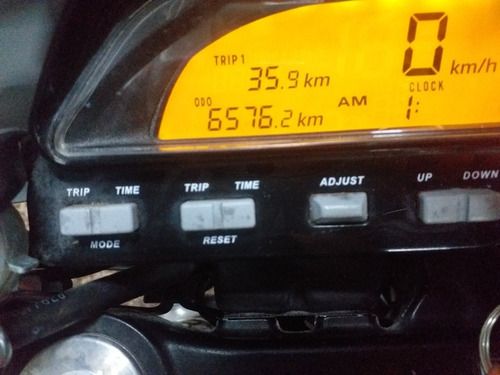 TRIP 1
35.9 km
0 km/h
CLOCK
ODO
6576.2 km
AM 1:
TRIP TIME
MODE
TRIP TIME
RESET
ADJUST
UP DOWN